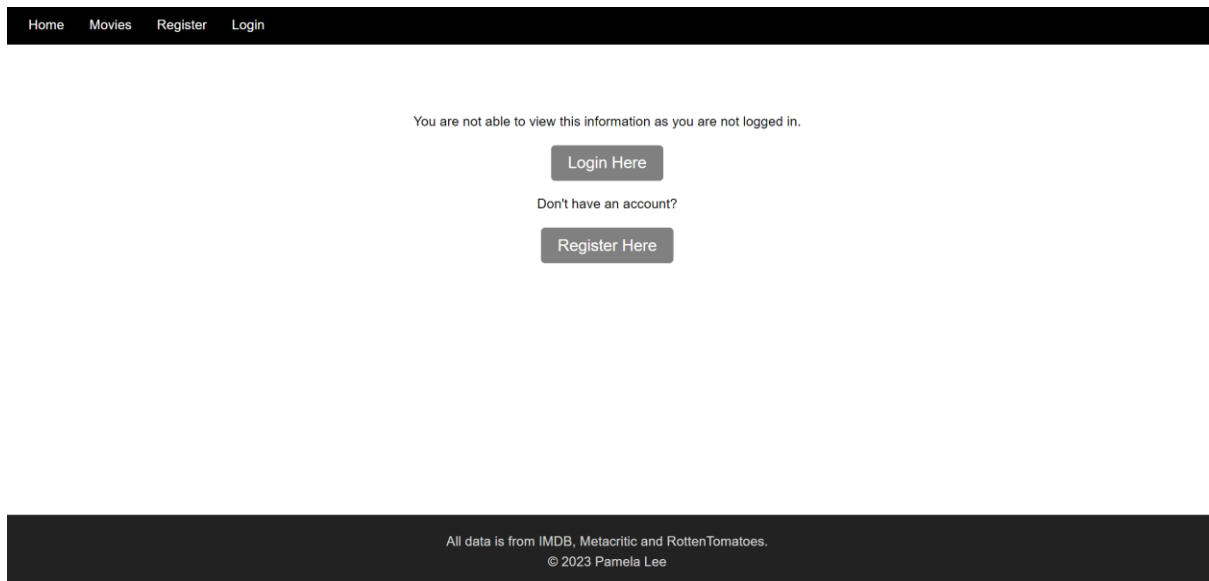 Home Movies Register Login
You are not able to view this information as you are not logged in.
Login Here
Don't have an account?
Register Here
All data is from IMDB, Metacritic and RottenTomatoes.
© 2023 Pamela Lee